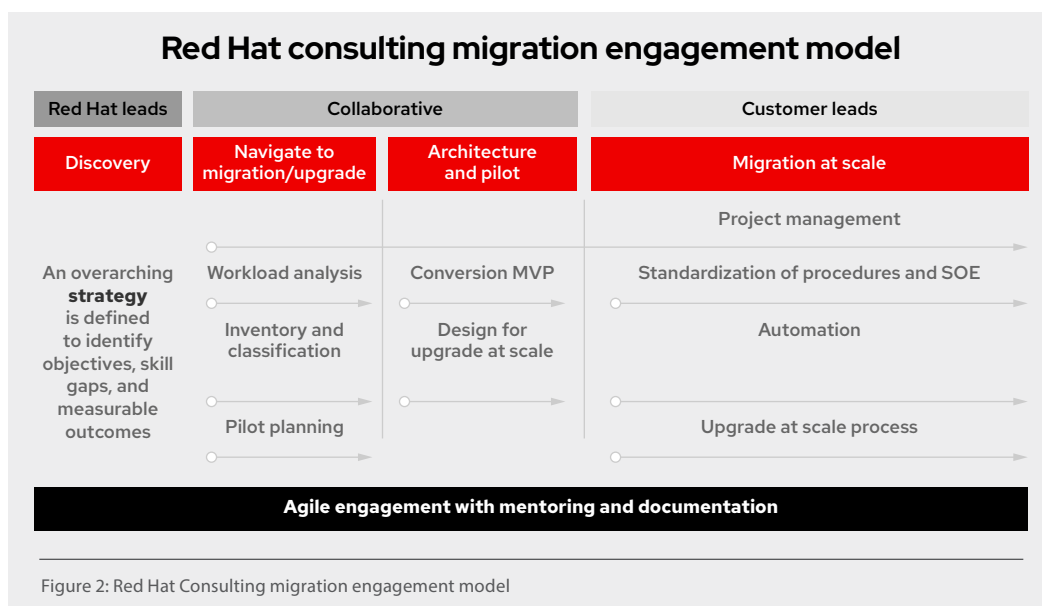 Red Hat consulting migration engagement model
Red Hat leads
Collaborative
Customer leads
Discovery
Navigate to
migration/upgrade
Architecture
and pilot
Migration at scale
An overarching
strategy
is defined
to identify
objectives, skill
gaps, and
measurable
outcomes
Project management
Workload analysis
Conversion MVP
Standardization of procedures and SOE
Inventory and
classification
Design for
upgrade at scale
Automation
Pilot planning
Upgrade at scale process
Agile engagement with mentoring and documentation
Figure 2: Red Hat Consulting migration engagement model